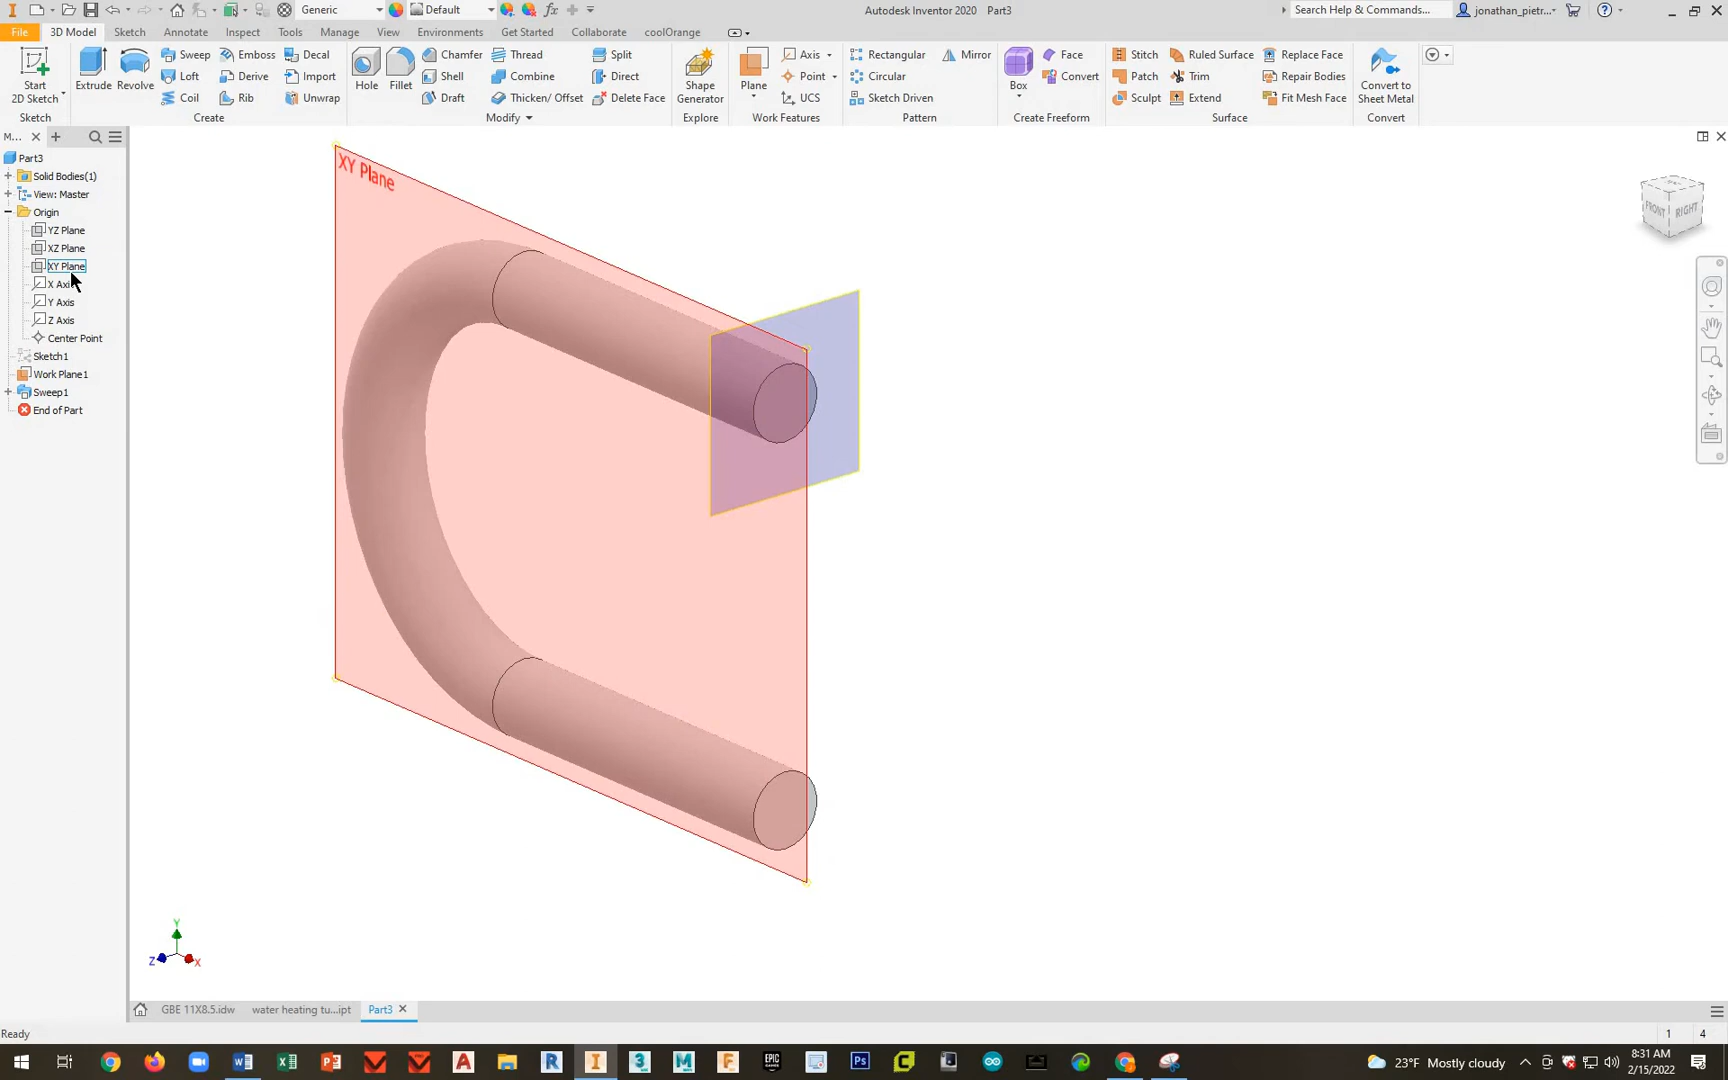 Generic
Default
Autodesk Inventor 2020 Part3
Search Help & Commands...
jonathan_pietr...
File 3D Model Sketch Annotate Inspect Tools Manage View Environments Get Started Collaborate coolOrange
Start
2D Sketch
Sketch
Extrude
Revolve
Sweep
Loft
Coil
Emboss
Derive
Rib
Decal
Import
Unwrap
Create
Hole
Fillet
Chamfer
Shell
Draft
Thread
Combine
Thicken/ Offset
Split
Direct
Delete Face
Modify
Shape
Generator
Explore
Plane
Axis
Point
UCS
Work Features
Rectangular
Circular
Sketch Driven
Mirror
Pattern
Box
Face
Convert
Create Freeform
Stitch
Patch
Sculpt
Ruled Surface
Trim
Extend
Replace Face
Repair Bodies
Fit Mesh Face
Surface
Convert to
Sheet Metal
Convert
M...
Part3
Solid Bodies(1)
View: Master
Origin
YZ Plane
XZ Plane
XY Plane
X Axis
Y Axis
Z Axis
Center Point
Sketch1
Work Plane1
Sweep1
End of Part
XY Plane
FRONT
RIGHT
Y
Z
X
GBE 11X8.5.idw
water heating tu...ipt
Part3
Ready
1 4
23°F Mostly cloudy
8:31 AM
2/15/2022